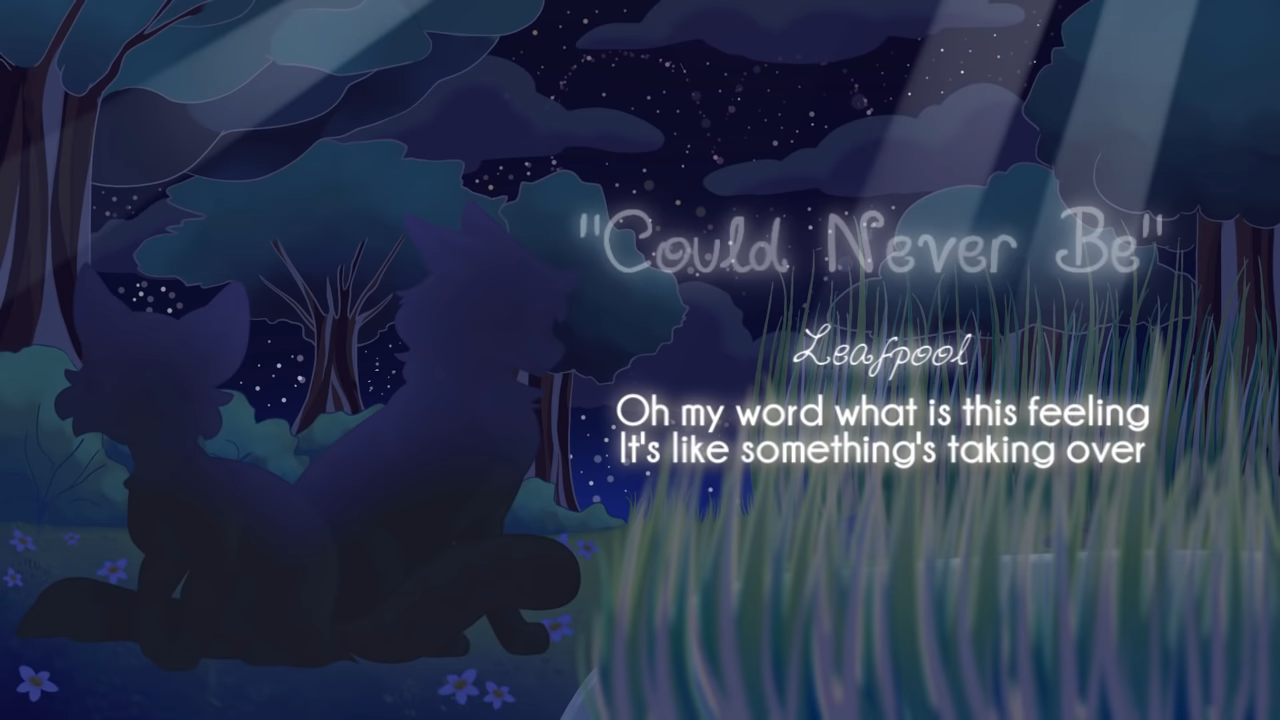 "Could Never Be"
Leafpool
Oh my word what is this feeling
It's like something's taking over